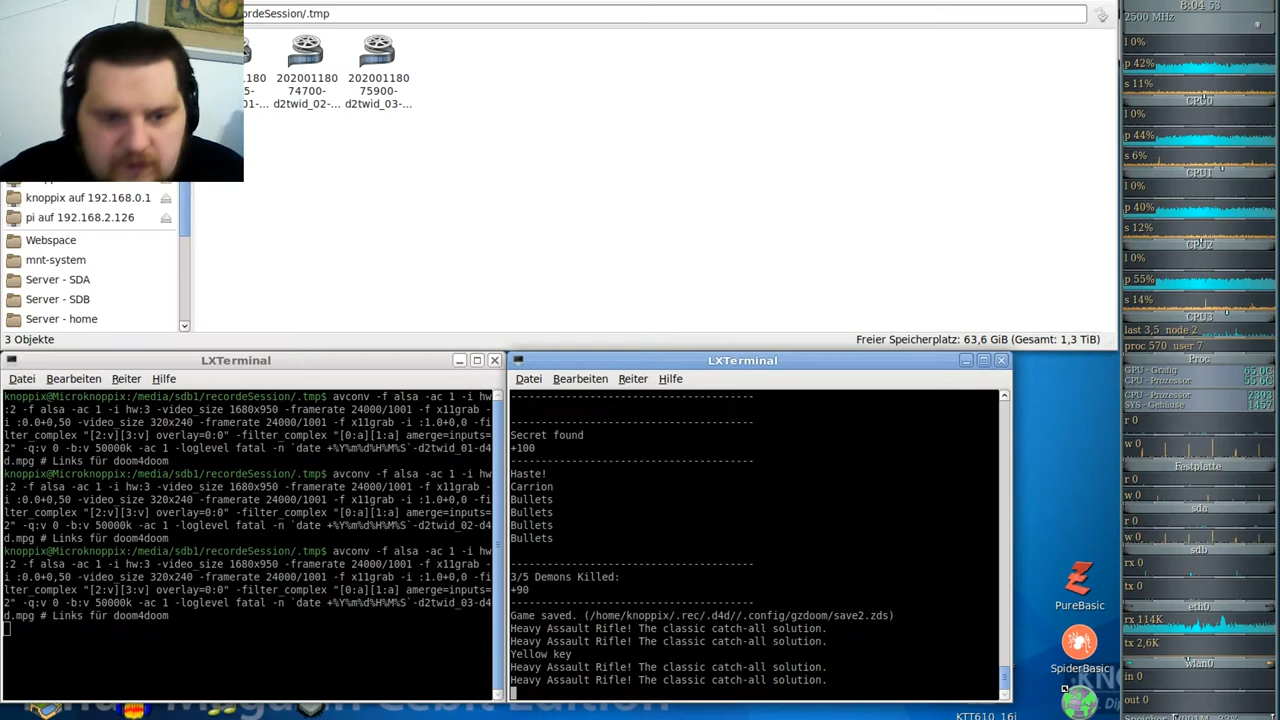 ordeSession/.tmp
8:04 53
2500 MHz
l 0%
p 42%
s 11%
CPU0
l 0%
p 44%
s 6%
CPU1
l 0%
p 40%
s 12%
CPU2
l 0%
p 55%
s 14%
CPU3
last 3,5 node 2
proc 570 user 7
Proc
GPU - Grafig 65.0C
CPU - Prozessor 55.0C
CPU - Prozessor 2393
SYS - Gehäuse 1457
r 0
w 0
Festplatte
r 0
w 0
sda
r 0
w 0
sdb
rx 0
tx 0
eth0
rx 114K
tx 2,6K
wlan0
in 0
out 0
1180
5-
01-...
202001180
74700-
d2twid_02-...
202001180
75900-
d2twid_03-...
knoppix auf 192.168.0.1
pi auf 192.168.2.126
Webspace
mnt-system
Server - SDA
Server - SDB
Server - home
3 Objekte
Freier Speicherplatz: 63,6 GiB (Gesamt: 1,3 TiB)
LXTerminal
Datei Bearbeiten Reiter Hilfe
knoppix@Microknoppix:/media/sdb1/recordeSession/.tmp$ avconv -f alsa -ac 1 -i hw
:2 -f alsa -ac 1 -i hw:3 -video_size 1680x950 -framerate 24000/1001 -f x11grab -
i :0.0+0,50 -video_size 320x240 -framerate 24000/1001 -f x11grab -i :1.0+0,0 -fi
lter_complex "[2:v][3:v] overlay=0:0" -filter_complex "[0:a][1:a] amerge=inputs=
2" -q:v 0 -b:v 50000k -ac 1 -loglevel fatal -n `date +%Y%m%d%H%M%S`-d2twid_01-d4
d.mpg # Links für doom4doom
knoppix@Microknoppix:/media/sdb1/recordeSession/.tmp$ avconv -f alsa -ac 1 -i hw
:2 -f alsa -ac 1 -i hw:3 -video_size 1680x950 -framerate 24000/1001 -f x11grab -
i :0.0+0,50 -video_size 320x240 -framerate 24000/1001 -f x11grab -i :1.0+0,0 -fi
lter_complex "[2:v][3:v] overlay=0:0" -filter_complex "[0:a][1:a] amerge=inputs=
2" -q:v 0 -b:v 50000k -ac 1 -loglevel fatal -n `date +%Y%m%d%H%M%S`-d2twid_02-d4
d.mpg # Links für doom4doom
knoppix@Microknoppix:/media/sdb1/recordeSession/.tmp$ avconv -f alsa -ac 1 -i hw
:2 -f alsa -ac 1 -i hw:3 -video_size 1680x950 -framerate 24000/1001 -f x11grab -
i :0.0+0,50 -video_size 320x240 -framerate 24000/1001 -f x11grab -i :1.0+0,0 -fi
lter_complex "[2:v][3:v] overlay=0:0" -filter_complex "[0:a][1:a] amerge=inputs=
2" -q:v 0 -b:v 50000k -ac 1 -loglevel fatal -n `date +%Y%m%d%H%M%S`-d2twid_03-d4
d.mpg # Links für doom4doom
LXTerminal
Datei Bearbeiten Reiter Hilfe
--------------------------------------
--------------------------------------
Secret found
+100
--------------------------------------
Haste!
Carrion
Bullets
Bullets
Bullets
Bullets
--------------------------------------
3/5 Demons Killed:
+90
--------------------------------------
Game saved. (/home/knoppix/.rec/.d4d//.config/gzdoom/save2.zds)
Heavy Assault Rifle! The classic catch-all solution.
Heavy Assault Rifle! The classic catch-all solution.
Yellow key
Heavy Assault Rifle! The classic catch-all solution.
Heavy Assault Rifle! The classic catch-all solution.
PureBasic
SpiderBasic